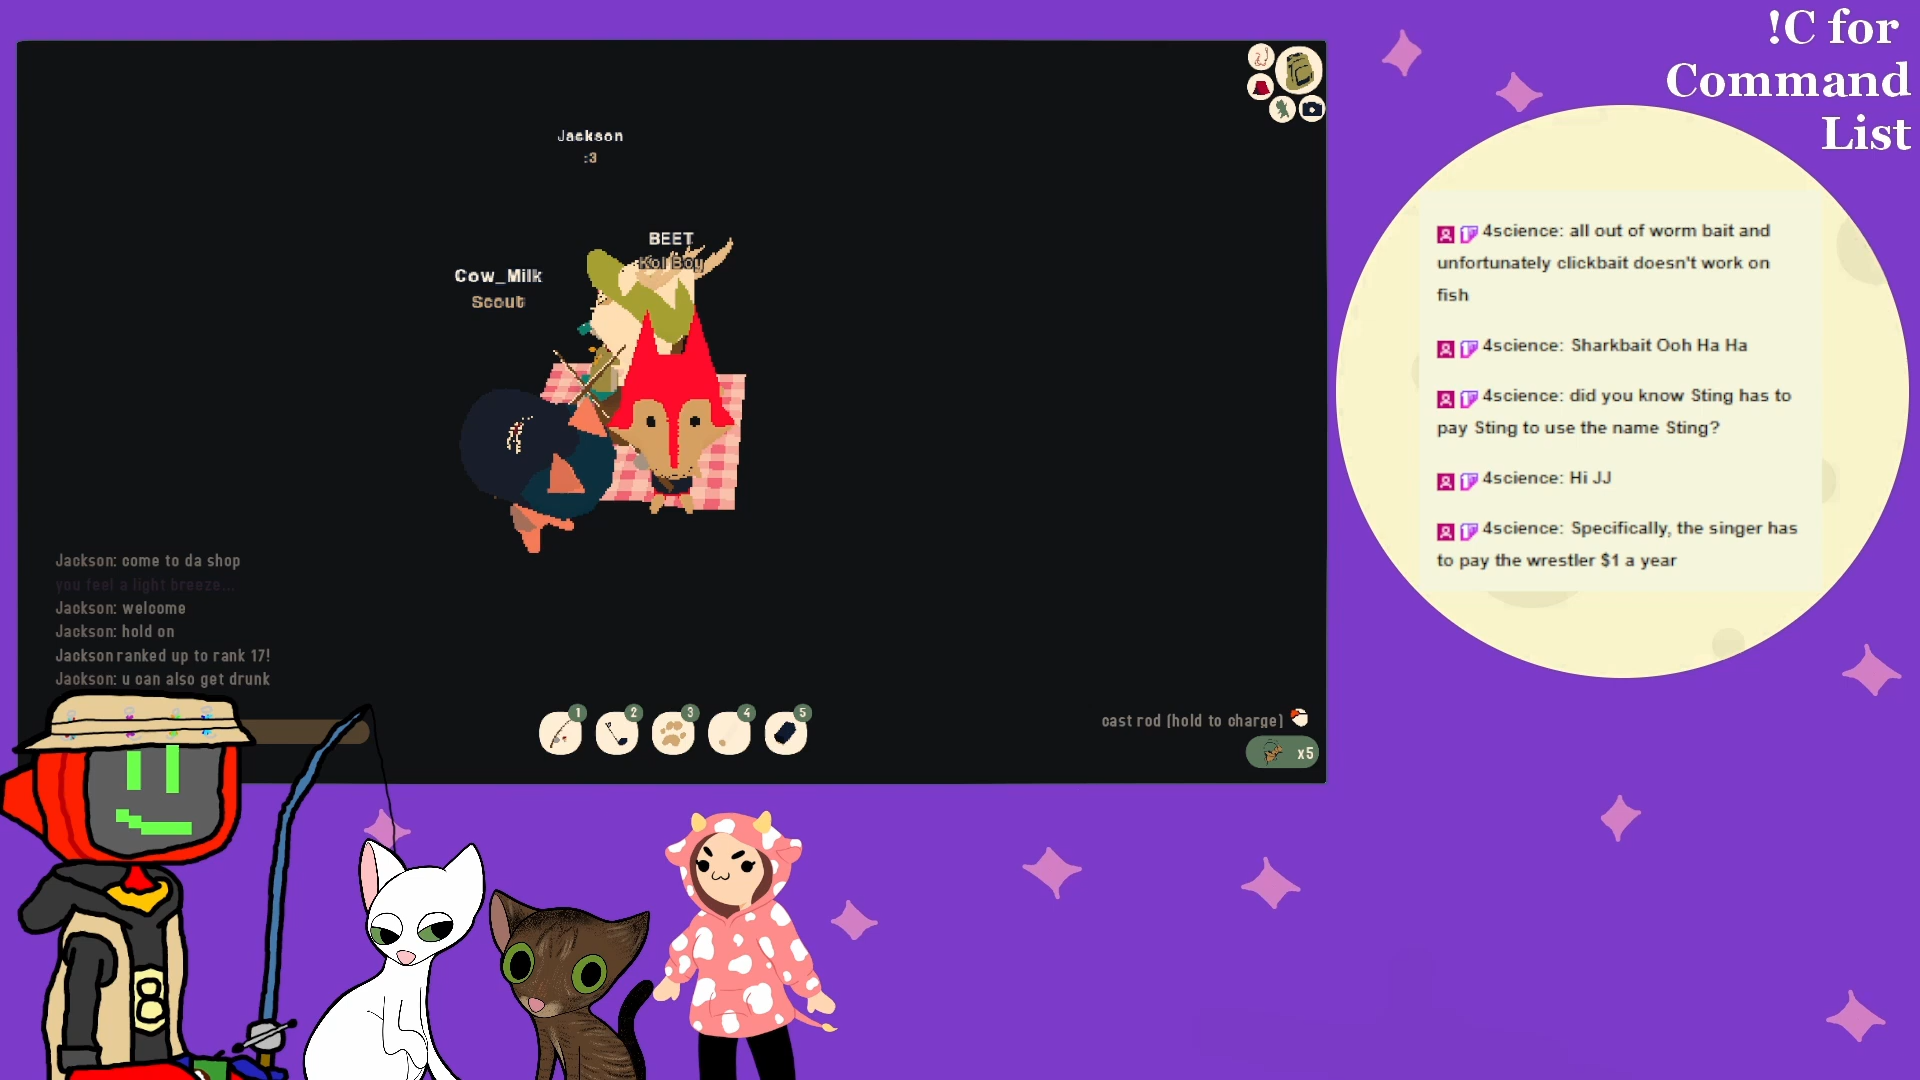 !C for
Command
List
Jackson
:3
BEET
Kol Boy
Cow_Milk
Scout
4science: all out of worm bait and
unfortunately clickbait doesn't work on
fish
4science: Sharkbait Ooh Ha Ha
4science: did you know Sting has to
pay Sting to use the name Sting?
4science: Hi JJ
4science: Specifically, the singer has
to pay the wrestler $1 a year
Jackson: come to da shop
you feel a light breeze...
Jackson: welcome
Jackson: hold on
Jackson ranked up to rank 17!
Jackson: u can also get drunk
1
2
3
4
5
cast rod (hold to charge)
x5
8